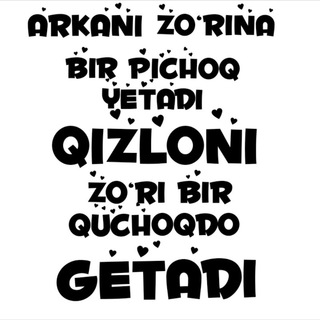 ARKANI ZO'RINA
BIR PICHOQ
YETADI
QIZLONI
ZO'RI BIR
QUCHOQDO
GETADI